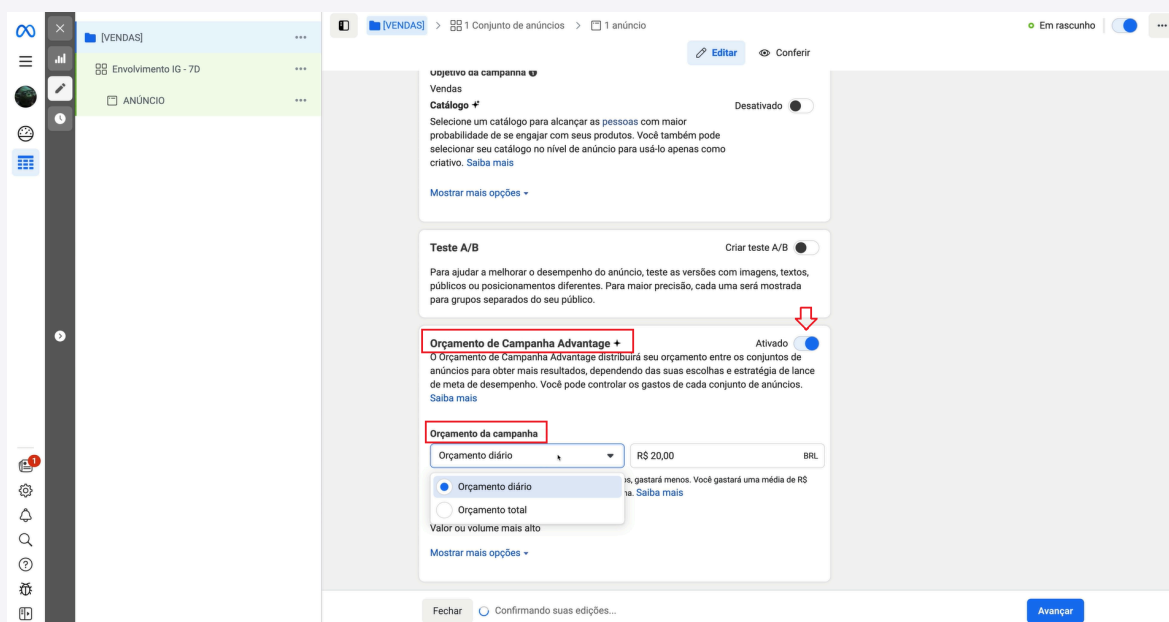 [VENDAS]
Envolvimento IG - 7D
ANÚNCIO
1
[VENDAS] > 1 Conjunto de anúncios > 1 anúncio
Em rascunho
Editar
Conferir
Objetivo da campanha
Vendas
Catálogo
Desativado
Selecione um catálogo para alcançar as pessoas com maior
probabilidade de se engajar com seus produtos. Você também pode
selecionar seu catálogo no nível de anúncio para usá-lo apenas como
criativo. Saiba mais
Mostrar mais opções
Teste A/B
Criar teste A/B
Para ajudar a melhorar o desempenho do anúncio, teste as versões com imagens, textos,
públicos ou posicionamentos diferentes. Para maior precisão, cada uma será mostrada
para grupos separados do seu público.
Orçamento de Campanha Advantage +
Ativado
O Orçamento de Campanha Advantage distribuirá seu orçamento entre os conjuntos de
anúncios para obter mais resultados, dependendo das suas escolhas e estratégia de lance
de meta de desempenho. Você pode controlar os gastos de cada conjunto de anúncios.
Saiba mais
Orçamento da campanha
Orçamento diário
R$ 20,00
BRL
Orçamento diário
Orçamento total
s, gastará menos. Você gastará uma média de R$
na. Saiba mais
Valor ou volume mais alto
Mostrar mais opções
Fechar
Confirmando suas edições...
Avançar